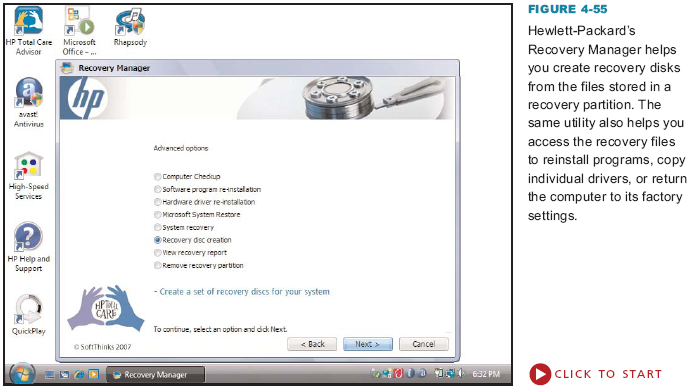 HP Total Care
Advisor
Microsoft
Office – ...
Rhapsody
avast!
Antivirus
High-Speed
Services
HP Help and
Support
QuickPlay
Recovery Manager
hp
Advanced options
Computer Checkup
Software program re-installation
Hardware driver re-installation
Microsoft System Restore
System recovery
Recovery disc creation
View recovery report
Remove recovery partition
- Create a set of recovery discs for your system
To continue, select an option and click Next.
HP Total
CARE
© SoftThinks 2007
< Back
Next >
Cancel
Recovery Manager
6:32 PM
FIGURE 4-55
Hewlett-Packard’s
Recovery Manager helps
you create recovery disks
from the files stored in a
recovery partition. The
same utility also helps you
access the recovery files
to reinstall programs, copy
individual drivers, or return
the computer to its factory
settings.
CLICK TO START